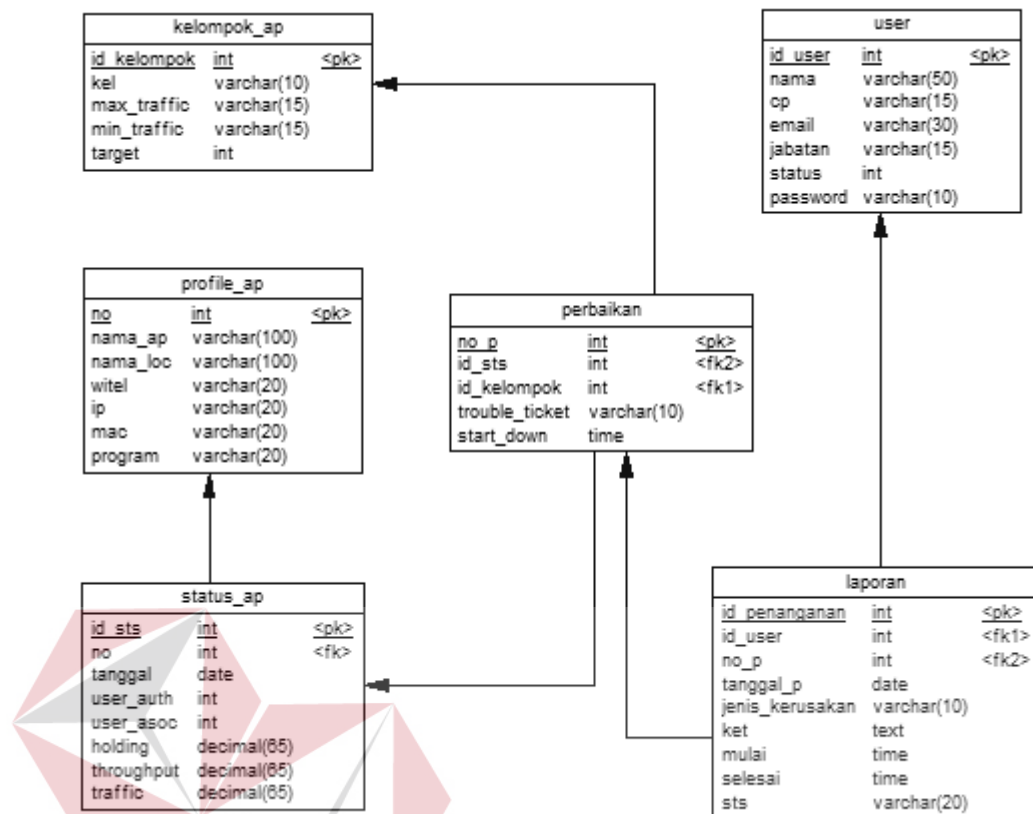 kelompok_ap
id_kelompok int <pk>
kel varchar(10)
max_traffic varchar(15)
min_traffic varchar(15)
target int
user
id_user int <pk>
nama varchar(50)
cp varchar(15)
email varchar(30)
jabatan varchar(15)
status int
password varchar(10)
profile_ap
no int <pk>
nama_ap varchar(100)
nama_loc varchar(100)
witel varchar(20)
ip varchar(20)
mac varchar(20)
program varchar(20)
perbaikan
no_p int <pk>
id_sts int <fk2>
id_kelompok int <fk1>
trouble_ticket varchar(10)
start_down time
status_ap
id_sts int <pk>
no int <fk>
tanggal date
user_auth int
user_asoc int
holding decimal(65)
throughput decimal(65)
traffic decimal(65)
laporan
id_penanganan int <pk>
id_user int <fk1>
no_p int <fk2>
tanggal_p date
jenis_kerusakan varchar(10)
ket text
mulai time
selesai time
sts varchar(20)